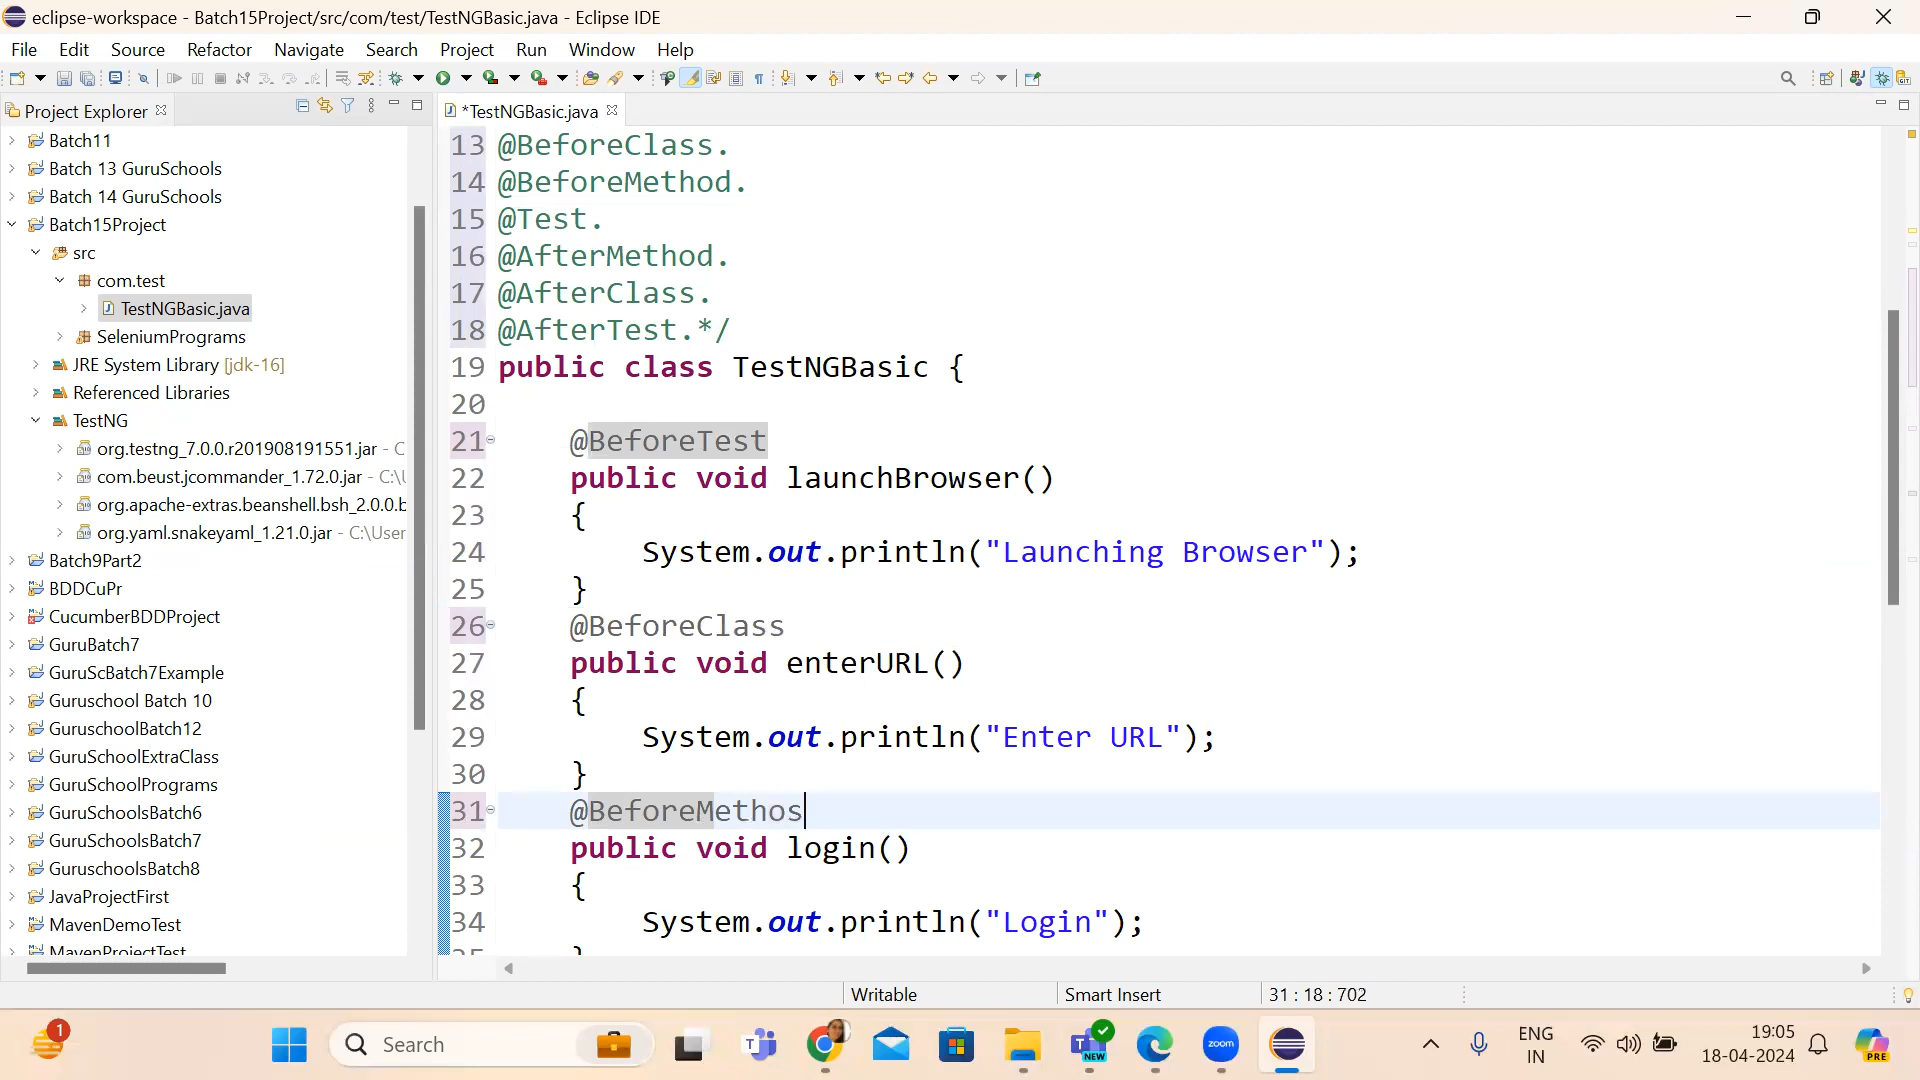 eclipse-workspace - Batch15Project/src/com/test/TestNGBasic.java - Eclipse IDE
File Edit Source Refactor Navigate Search Project Run Window Help
Project Explorer
Batch11
Batch 13 GuruSchools
Batch 14 GuruSchools
Batch15Project
src
com.test
TestNGBasic.java
SeleniumPrograms
JRE System Library [jdk-16]
Referenced Libraries
TestNG
org.testng_7.0.0.r201908191551.jar - C
com.beust.jcommander_1.72.0.jar - C:\U
org.apache-extras.beanshell.bsh_2.0.0.b
org.yaml.snakeyaml_1.21.0.jar - C:\User
Batch9Part2
BDDCuPr
CucumberBDDProject
GuruBatch7
GuruScBatch7Example
Guruschool Batch 10
GuruschoolBatch12
GuruSchoolExtraClass
GuruSchoolPrograms
GuruSchoolsBatch6
GuruSchoolsBatch7
GuruschoolsBatch8
JavaProjectFirst
MavenDemoTest
MavenProjectTest
*TestNGBasic.java
13 @BeforeClass.
14 @BeforeMethod.
15 @Test.
16 @AfterMethod.
17 @AfterClass.
18 @AfterTest.*/
19 public class TestNGBasic {
20
21 @BeforeTest
22 public void launchBrowser()
23 {
24 System.out.println("Launching Browser");
25 }
26 @BeforeClass
27 public void enterURL()
28 {
29 System.out.println("Enter URL");
30 }
31 @BeforeMethos
32 public void login()
33 {
34 System.out.println("Login");
35 }
Writable Smart Insert 31 : 18 : 702
1
Search
NEW
zoom
ENG
IN
19:05
18-04-2024
PRE